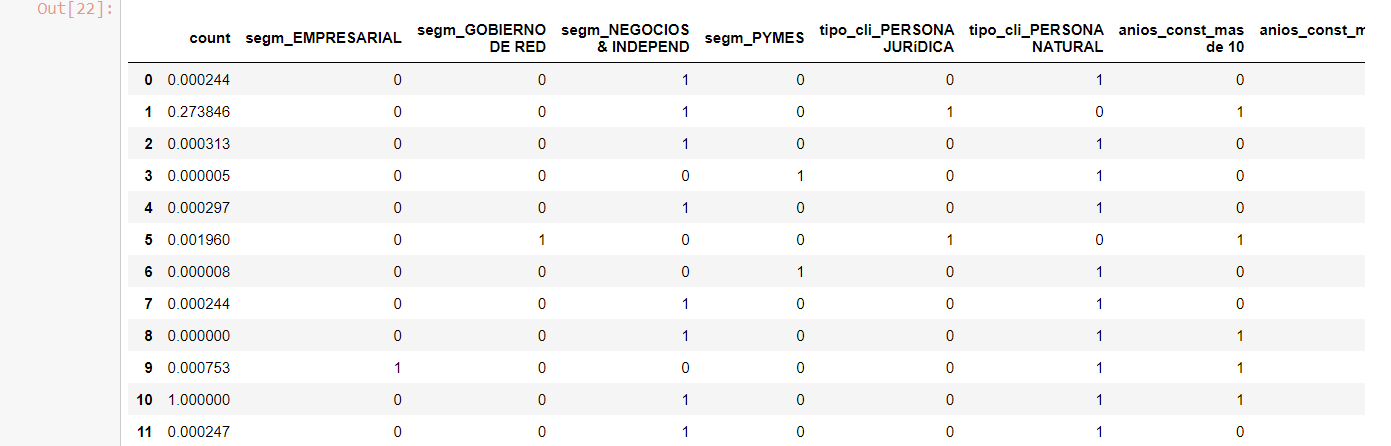 Out[22]:
count segm_EMPRESARIAL segm_GOBIERNO DE RED segm_NEGOCIOS & INDEPEND segm_PYMES tipo_cli_PERSONA JURíDICA tipo_cli_PERSONA NATURAL anios_const_mas de 10 anios_const_m
0 0.000244 0 0 1 0 0 1 0
1 0.273846 0 0 1 0 1 0 1
2 0.000313 0 0 1 0 0 1 0
3 0.000005 0 0 0 1 0 1 0
4 0.000297 0 0 1 0 0 1 0
5 0.001960 0 1 0 0 1 0 1
6 0.000008 0 0 0 1 0 1 0
7 0.000244 0 0 1 0 0 1 0
8 0.000000 0 0 1 0 0 1 1
9 0.000753 1 0 0 0 0 1 1
10 1.000000 0 0 1 0 0 1 1
11 0.000247 0 0 1 0 0 1 0